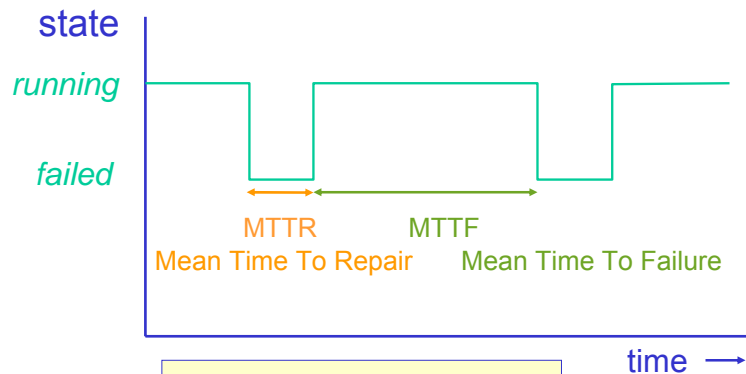 state
running
failed
MTTR MTTF
Mean Time To Repair Mean Time To Failure
time